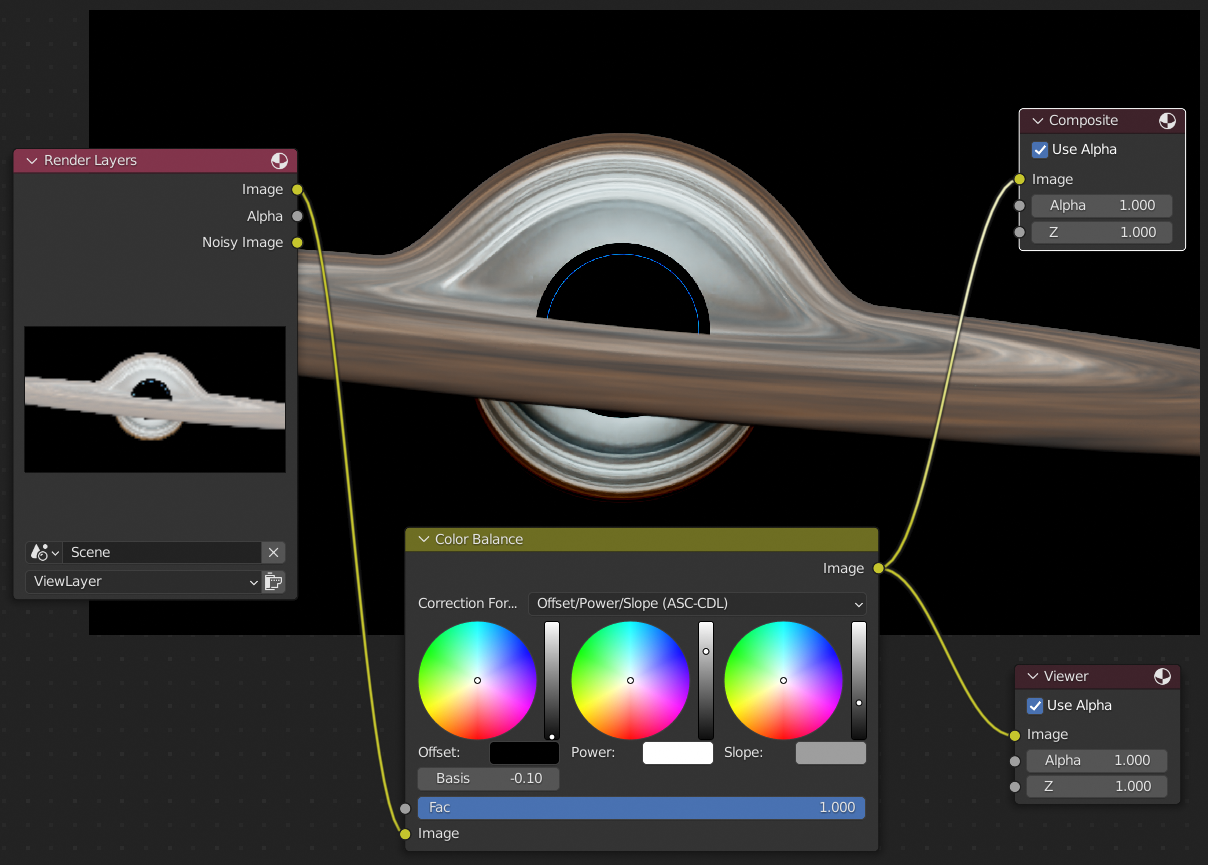 Render Layers
Image
Alpha
Noisy Image
Scene
ViewLayer
Composite
Use Alpha
Image
Alpha 1.000
Z 1.000
Color Balance
Image
Correction For... Offset/Power/Slope (ASC-CDL)
Offset: Power: Slope:
Basis -0.10
Fac 1.000
Image
Viewer
Use Alpha
Image
Alpha 1.000
Z 1.000